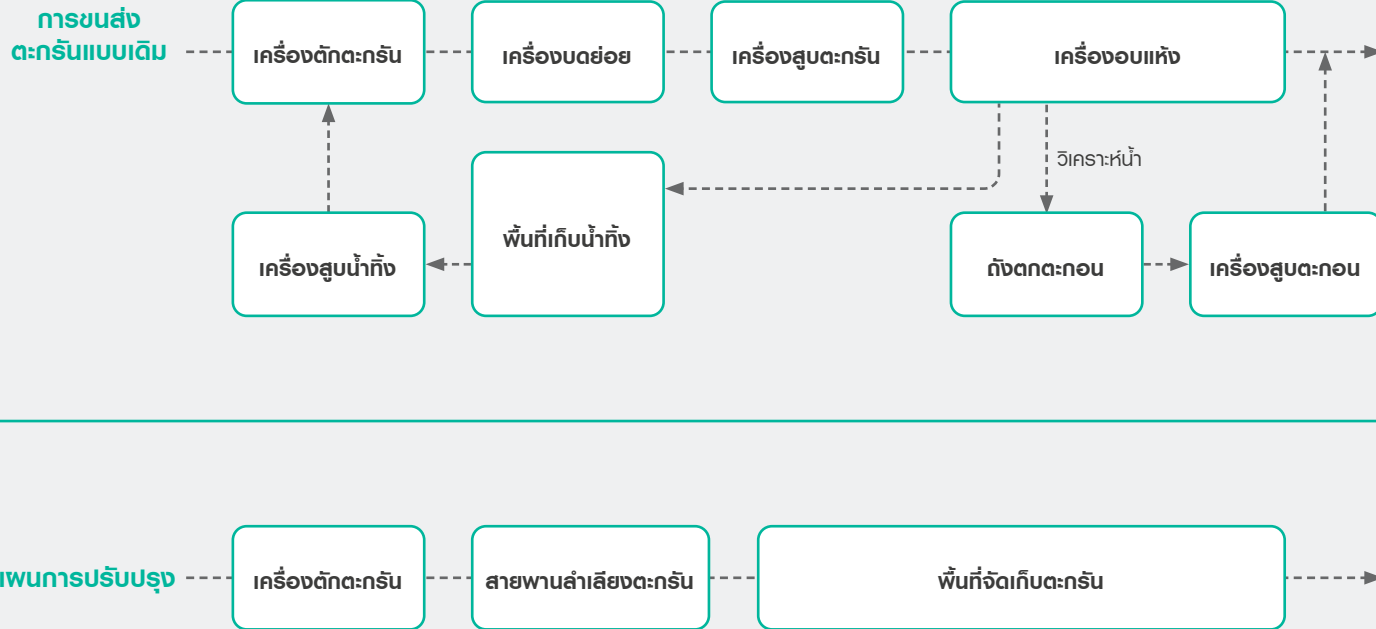 การขนส่ง
ตะกรันแบบเดิม
เครื่องตักตะกรัน
เครื่องบดย่อย
เครื่องสูบตะกรัน
เครื่องอบแห้ง
วิเคราะห์น้ำ
พื้นที่เก็บน้ำทิ้ง
เครื่องสูบน้ำทิ้ง
ถังตกตะกอน
เครื่องสูบตะกอน
แผนการปรับปรุง
เครื่องตักตะกรัน
สายพานลำเลียงตะกรัน
พื้นที่จัดเก็บตะกรัน